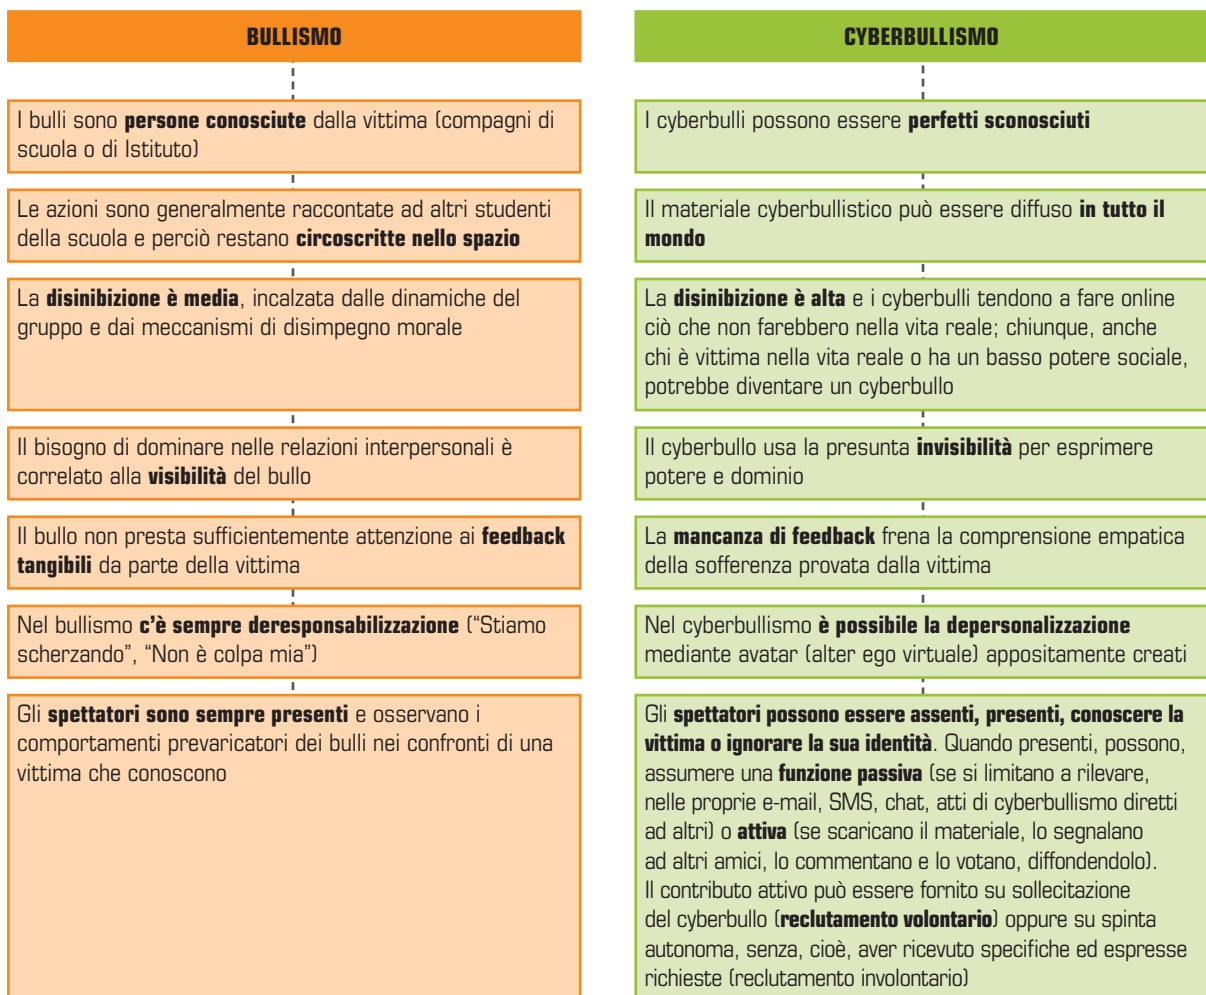 BULLISMO
I bulli sono persone conosciute dalla vittima (compagni di
scuola o di Istituto)
Le azioni sono generalmente raccontate ad altri studenti
della scuola e perciò restano circoscritte nello spazio
La disinibizione è media, incalzata dalle dinamiche del
gruppo e dai meccanismi di disimpegno morale
Il bisogno di dominare nelle relazioni interpersonali è
correlato alla visibilità del bullo
Il bullo non presta sufficientemente attenzione ai feedback
tangibili da parte della vittima
Nel bullismo c'è sempre deresponsabilizzazione (“Stiamo
scherzando”, “Non è colpa mia”)
Gli spettatori sono sempre presenti e osservano i
comportamenti prevaricatori dei bulli nei confronti di una
vittima che conoscono
CYBERBULLISMO
I cyberbulli possono essere perfetti sconosciuti
Il materiale cyberbullistico può essere diffuso in tutto il
mondo
La disinibizione è alta e i cyberbulli tendono a fare online
ciò che non farebbero nella vita reale; chiunque, anche
chi è vittima nella vita reale o ha un basso potere sociale,
potrebbe diventare un cyberbullo
Il cyberbullo usa la presunta invisibilità per esprimere
potere e dominio
La mancanza di feedback frena la comprensione empatica
della sofferenza provata dalla vittima
Nel cyberbullismo è possibile la depersonalizzazione
mediante avatar (alter ego virtuale) appositamente creati
Gli spettatori possono essere assenti, presenti, conoscere la
vittima o ignorare la sua identità. Quando presenti, possono,
assumere una funzione passiva (se si limitano a rilevare,
nelle proprie e-mail, SMS, chat, atti di cyberbullismo diretti
ad altri) o attiva (se scaricano il materiale, lo segnalano
ad altri amici, lo commentano e lo votano, diffondendolo).
Il contributo attivo può essere fornito su sollecitazione
del cyberbullo (reclutamento volontario) oppure su spinta
autonoma, senza, cioè, aver ricevuto specifiche ed espresse
richieste (reclutamento involontario)